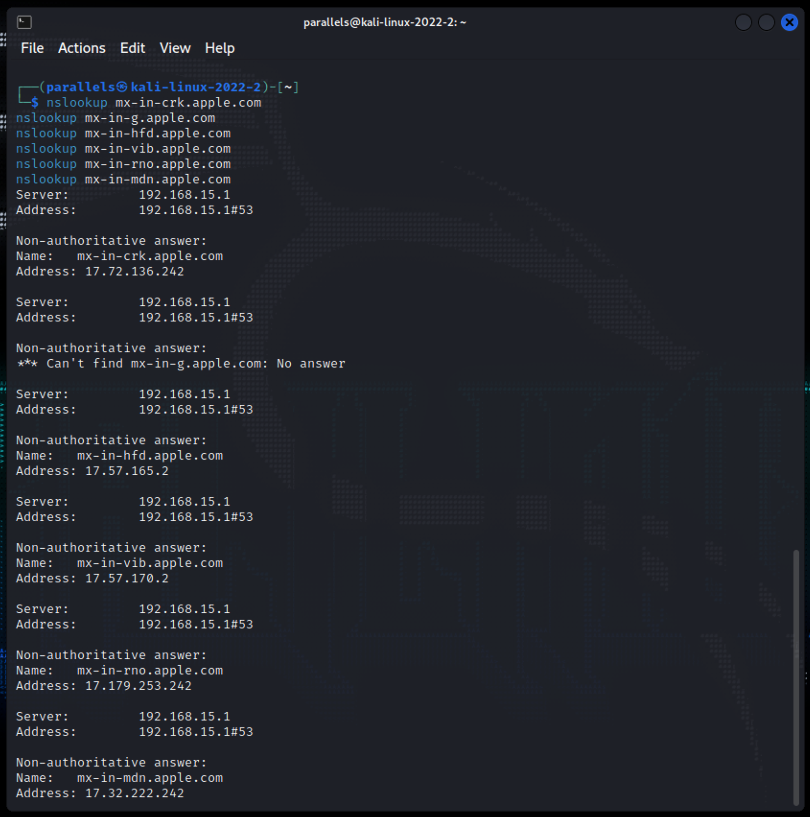 parallels@kali-linux-2022-2: ~
File Actions Edit View Help
┌──(parallels㉿kali-linux-2022-2)-[~]
└─$ nslookup mx-in-crk.apple.com
nslookup mx-in-g.apple.com
nslookup mx-in-hfd.apple.com
nslookup mx-in-vib.apple.com
nslookup mx-in-rno.apple.com
nslookup mx-in-mdn.apple.com
Server: 192.168.15.1
Address: 192.168.15.1#53
Non-authoritative answer:
Name: mx-in-crk.apple.com
Address: 17.72.136.242
Server: 192.168.15.1
Address: 192.168.15.1#53
Non-authoritative answer:
*** Can't find mx-in-g.apple.com: No answer
Server: 192.168.15.1
Address: 192.168.15.1#53
Non-authoritative answer:
Name: mx-in-hfd.apple.com
Address: 17.57.165.2
Server: 192.168.15.1
Address: 192.168.15.1#53
Non-authoritative answer:
Name: mx-in-vib.apple.com
Address: 17.57.170.2
Server: 192.168.15.1
Address: 192.168.15.1#53
Non-authoritative answer:
Name: mx-in-rno.apple.com
Address: 17.179.253.242
Server: 192.168.15.1
Address: 192.168.15.1#53
Non-authoritative answer:
Name: mx-in-mdn.apple.com
Address: 17.32.222.242